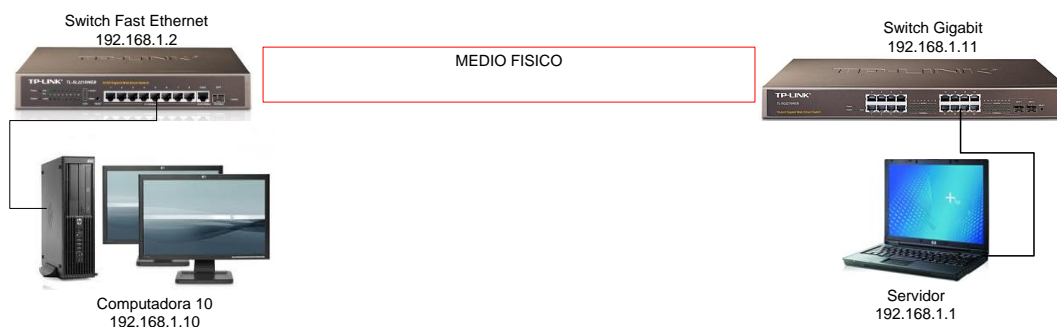 Switch Fast Ethernet
192.168.1.2
TP-LINK
MEDIO FISICO
Switch Gigabit
192.168.1.11
TP-LINK
Computadora 10
192.168.1.10
Servidor
192.168.1.1